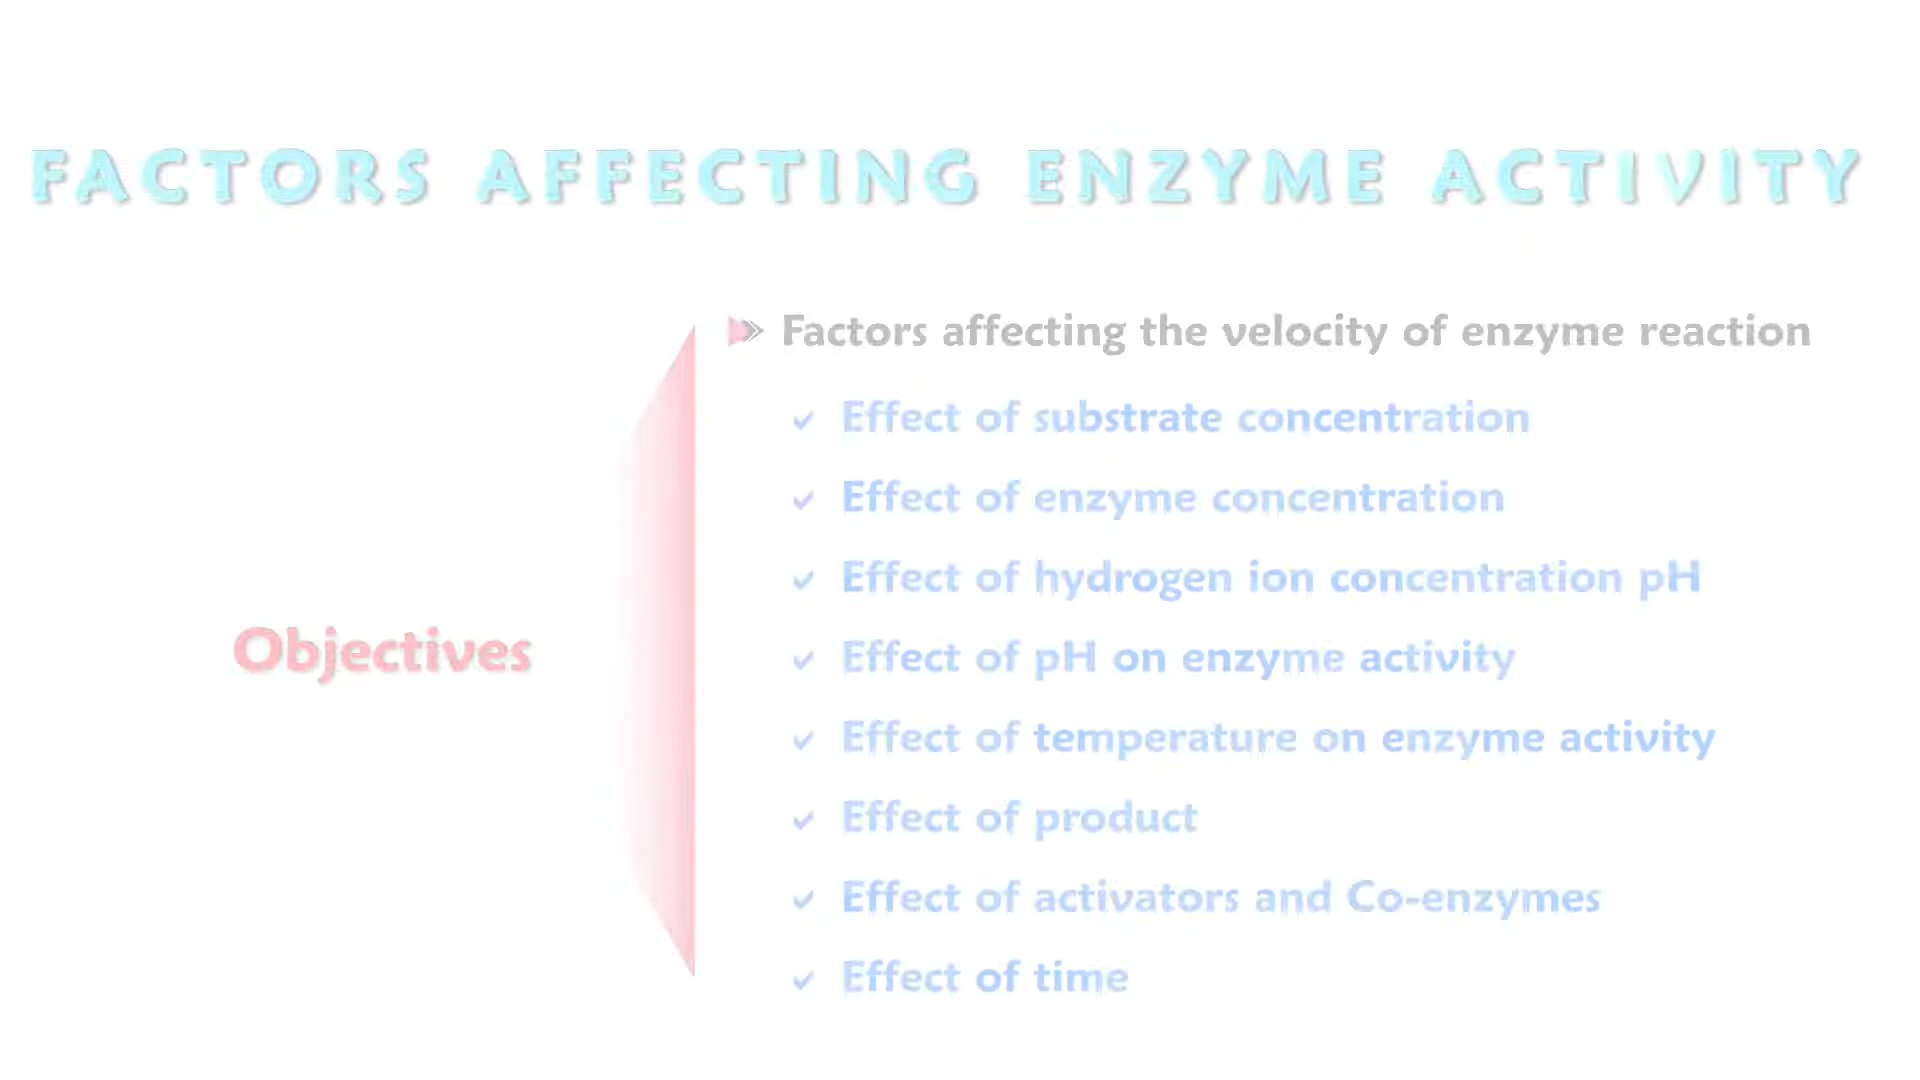 FACTORS AFFECTING ENZYME ACTIVITY
Objectives
Factors affecting the velocity of enzyme reaction
Effect of substrate concentration
Effect of enzyme concentration
Effect of hydrogen ion concentration pH
Effect of pH on enzyme activity
Effect of temperature on enzyme activity
Effect of product
Effect of activators and Co-enzymes
Effect of time